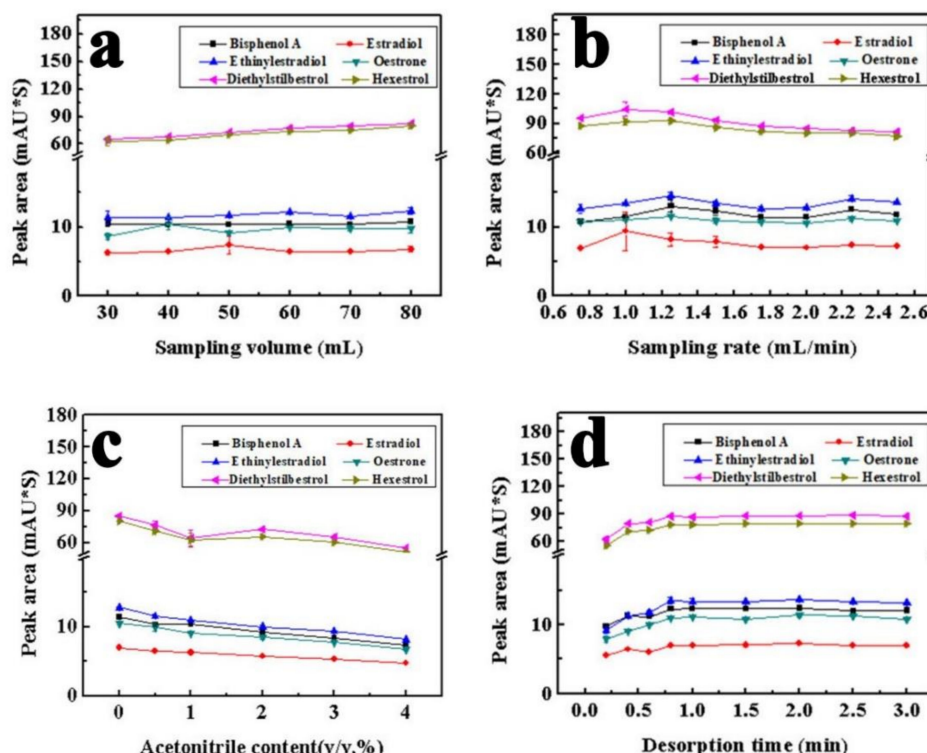 a
180
150
120
90
60
10
0
Peak area (mAU*S)
Bisphenol A
Estradiol
Ethinylestradiol
Oestrone
Diethylstilbestrol
Hexestrol
30 40 50 60 70 80
Sampling volume (mL)
b
180
150
120
90
60
10
0
Peak area (mAU*S)
Bisphenol A
Estradiol
Ethinylestradiol
Oestrone
Diethylstilbestrol
Hexestrol
0.6 0.8 1.0 1.2 1.4 1.6 1.8 2.0 2.2 2.4 2.6
Sampling rate (mL/min)
c
180
150
120
90
60
10
0
Peak area (mAU*S)
Bisphenol A
Estradiol
Ethinylestradiol
Oestrone
Diethylstilbestrol
Hexestrol
0 1 2 3 4
Acetonitrile content(v/v,%)
d
180
150
120
90
60
10
0
Peak area (mAU*S)
Bisphenol A
Estradiol
Ethinylestradiol
Oestrone
Diethylstilbestrol
Hexestrol
0.0 0.5 1.0 1.5 2.0 2.5 3.0
Desorption time (min)